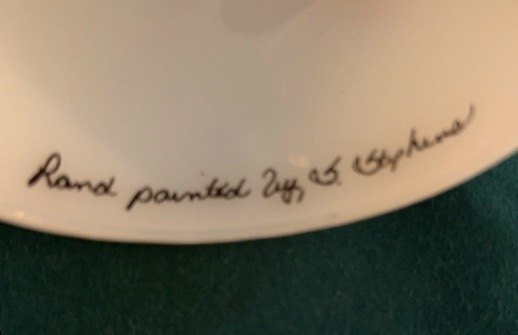 Hand painted by, S. Stephens